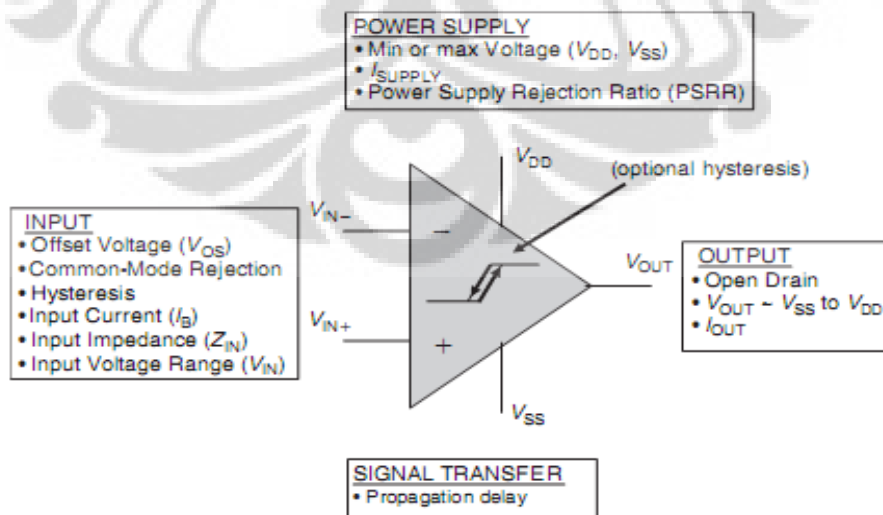 POWER SUPPLY
• Min or max Voltage (VDD, VSS)
• ISUPPLY
• Power Supply Rejection Ratio (PSRR)
VDD
(optional hysteresis)
INPUT
• Offset Voltage (VOS)
• Common-Mode Rejection
• Hysteresis
• Input Current (IB)
• Input Impedance (ZIN)
• Input Voltage Range (VIN)
VIN−
−
VIN+
+
VOUT
OUTPUT
• Open Drain
• VOUT ~ VSS to VDD
• IOUT
VSS
SIGNAL TRANSFER
• Propagation delay